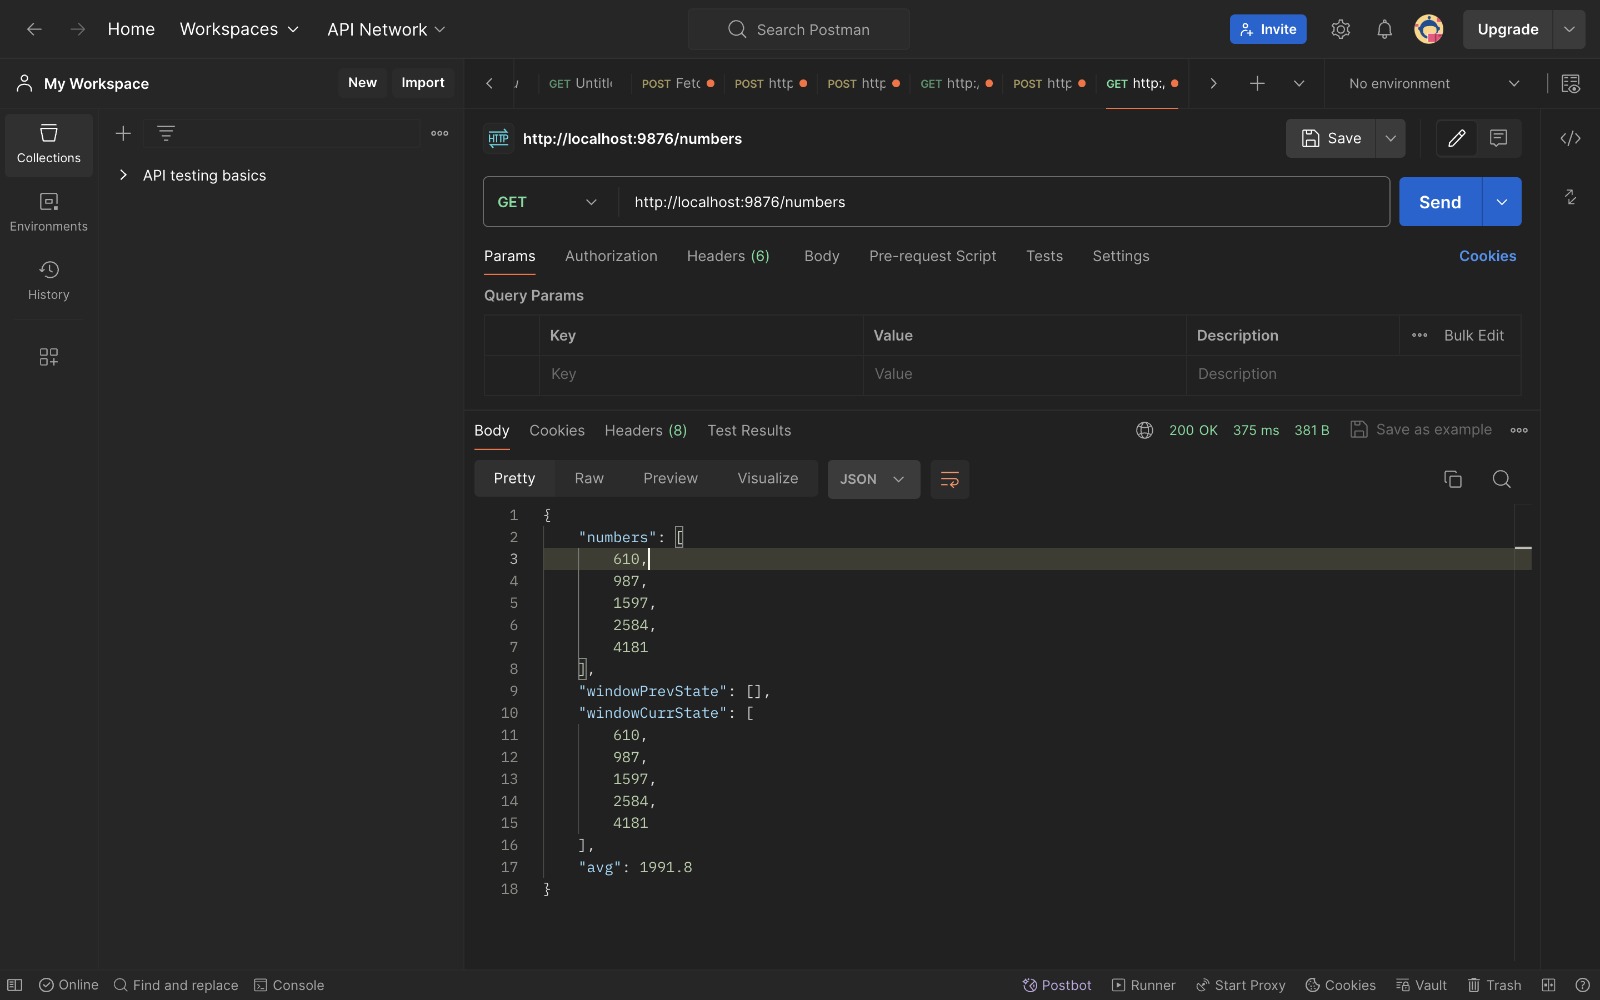 Home Workspaces API Network Search Postman Invite Upgrade
My Workspace New Import GET Untitle POST Fetc POST http POST http GET http:/ POST http GET http:/ No environment
Collections
Environments
History
API testing basics
HTTP http://localhost:9876/numbers Save
GET http://localhost:9876/numbers Send
Params Authorization Headers (6) Body Pre-request Script Tests Settings Cookies
Query Params
Key Value Description Bulk Edit
Key Value Description
Body Cookies Headers (8) Test Results 200 OK 375 ms 381 B Save as example
Pretty Raw Preview Visualize JSON
1 {
2 "numbers": [
3 610,
4 987,
5 1597,
6 2584,
7 4181
8 ],
9 "windowPrevState": [],
10 "windowCurrState": [
11 610,
12 987,
13 1597,
14 2584,
15 4181
16 ],
17 "avg": 1991.8
18 }
Online Find and replace Console Postbot Runner Start Proxy Cookies Vault Trash